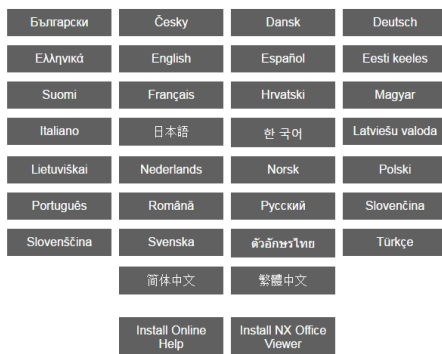 Български
Česky
Dansk
Deutsch
Ελληνικά
English
Español
Eesti keeles
Suomi
Français
Hrvatski
Magyar
Italiano
日本語
한 국어
Latviešu valoda
Lietuviškai
Nederlands
Norsk
Polski
Português
Română
Русский
Slovenčina
Slovenščina
Svenska
ตัวอักษรไทย
Türkçe
简体中文
繁體中文
Install Online
Help
Install NX Office
Viewer